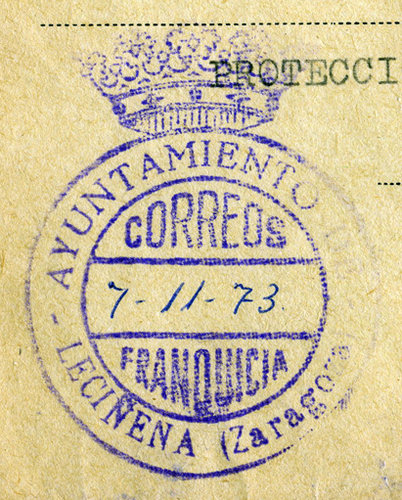 PROTECCI
AYUNTAMIENTO
CORREOS
7-11-73.
FRANQUICIA
- LECIÑENA (Zaragoza